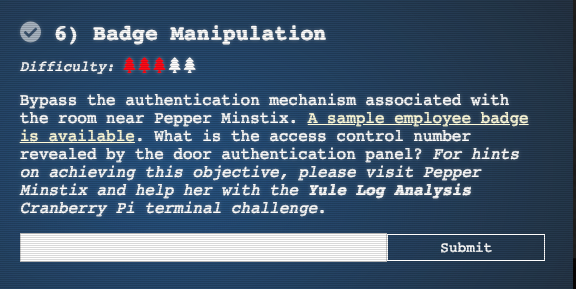 6) Badge Manipulation
Difficulty:
Bypass the authentication mechanism associated with
the room near Pepper Minstix. A sample employee badge
is available. What is the access control number
revealed by the door authentication panel? For hints
on achieving this objective, please visit Pepper
Minstix and help her with the Yule Log Analysis
Cranberry Pi terminal challenge.
Submit